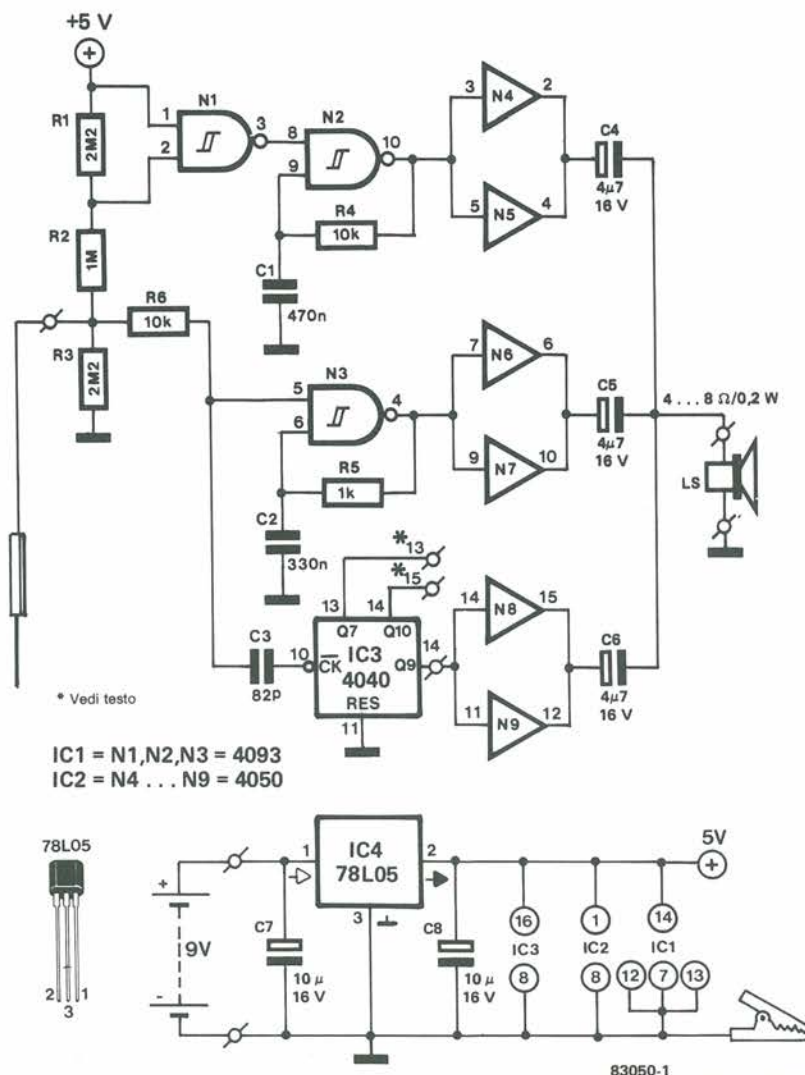 +5 V
+
R1
2M2
1
2
N1
3
8
9
N2
10
R4
10k
C1
470n
3
N4
2
5
N5
4
C4
4µ7
16 V
R2
1M
R6
10k
R3
2M2
5
6
N3
4
R5
1k
C2
330n
7
N6
6
9
N7
10
C5
4µ7
16 V
4 ... 8 Ω/0,2 W
LS
*13
*15
13
14
Q7
Q10
C3
82p
10
CK
IC3
4040
Q9
14
RES
11
14
N8
15
11
N9
12
C6
4µ7
16 V
* Vedi testo
IC1 = N1,N2,N3 = 4093
IC2 = N4 . . . N9 = 4050
78L05
2
3
1
+
9V
-
C7
10 µ
16 V
1
IC4
78L05
2
3
C8
10 µ
16 V
5V
+
16
IC3
8
1
IC2
8
14
IC1
12
7
13
83050-1